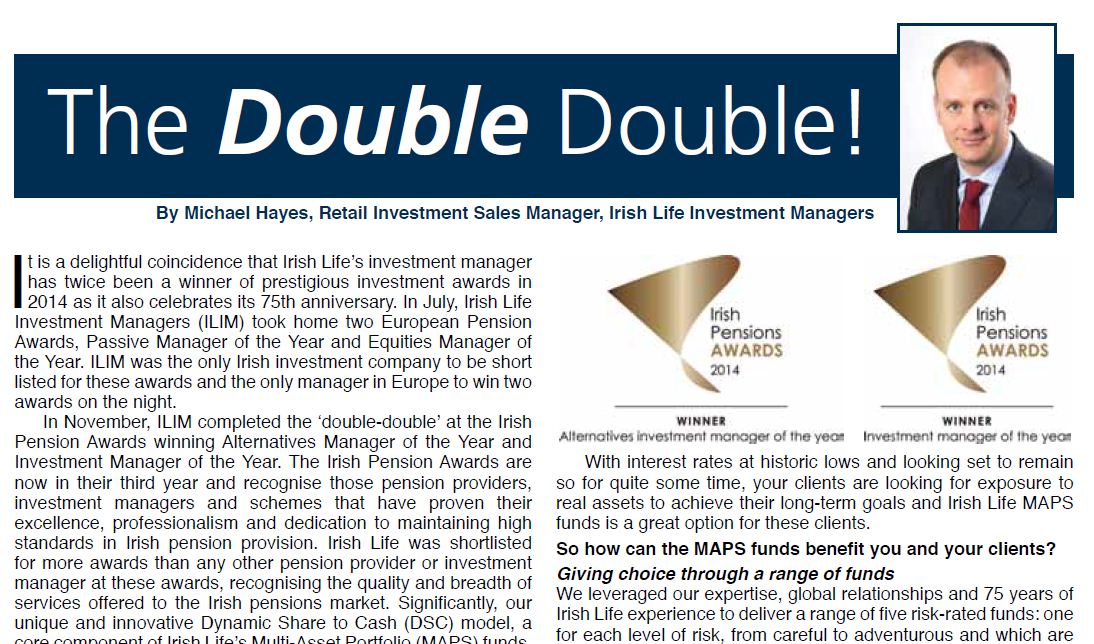 The Double Double!
By Michael Hayes, Retail Investment Sales Manager, Irish Life Investment Managers
It is a delightful coincidence that Irish Life's investment manager
has twice been a winner of prestigious investment awards in
2014 as it also celebrates its 75th anniversary. In July, Irish Life
Investment Managers (ILIM) took home two European Pension
Awards, Passive Manager of the Year and Equities Manager of
the Year. ILIM was the only Irish investment company to be short
listed for these awards and the only manager in Europe to win two
awards on the night.
In November, ILIM completed the 'double-double' at the Irish
Pension Awards winning Alternatives Manager of the Year and
Investment Manager of the Year. The Irish Pension Awards are
now in their third year and recognise those pension providers,
investment managers and schemes that have proven their
excellence, professionalism and dedication to maintaining high
standards in Irish pension provision. Irish Life was shortlisted
for more awards than any other pension provider or investment
manager at these awards, recognising the quality and breadth of
services offered to the Irish pensions market. Significantly, our
unique and innovative Dynamic Share to Cash (DSC) model, a
core component of Irish Life's Multi-Asset Portfolio (MAPS) funds,
Irish
Pensions
AWARDS
2014
WINNER
Alternatives investment manager of the year
Irish
Pensions
AWARDS
2014
WINNER
Investment manager of the year
With interest rates at historic lows and looking set to remain
so for quite some time, your clients are looking for exposure to
real assets to achieve their long-term goals and Irish Life MAPS
funds is a great option for these clients.
So how can the MAPS funds benefit you and your clients?
Giving choice through a range of funds
We leveraged our expertise, global relationships and 75 years of
Irish Life experience to deliver a range of five risk-rated funds: one
for each level of risk, from careful to adventurous and which are